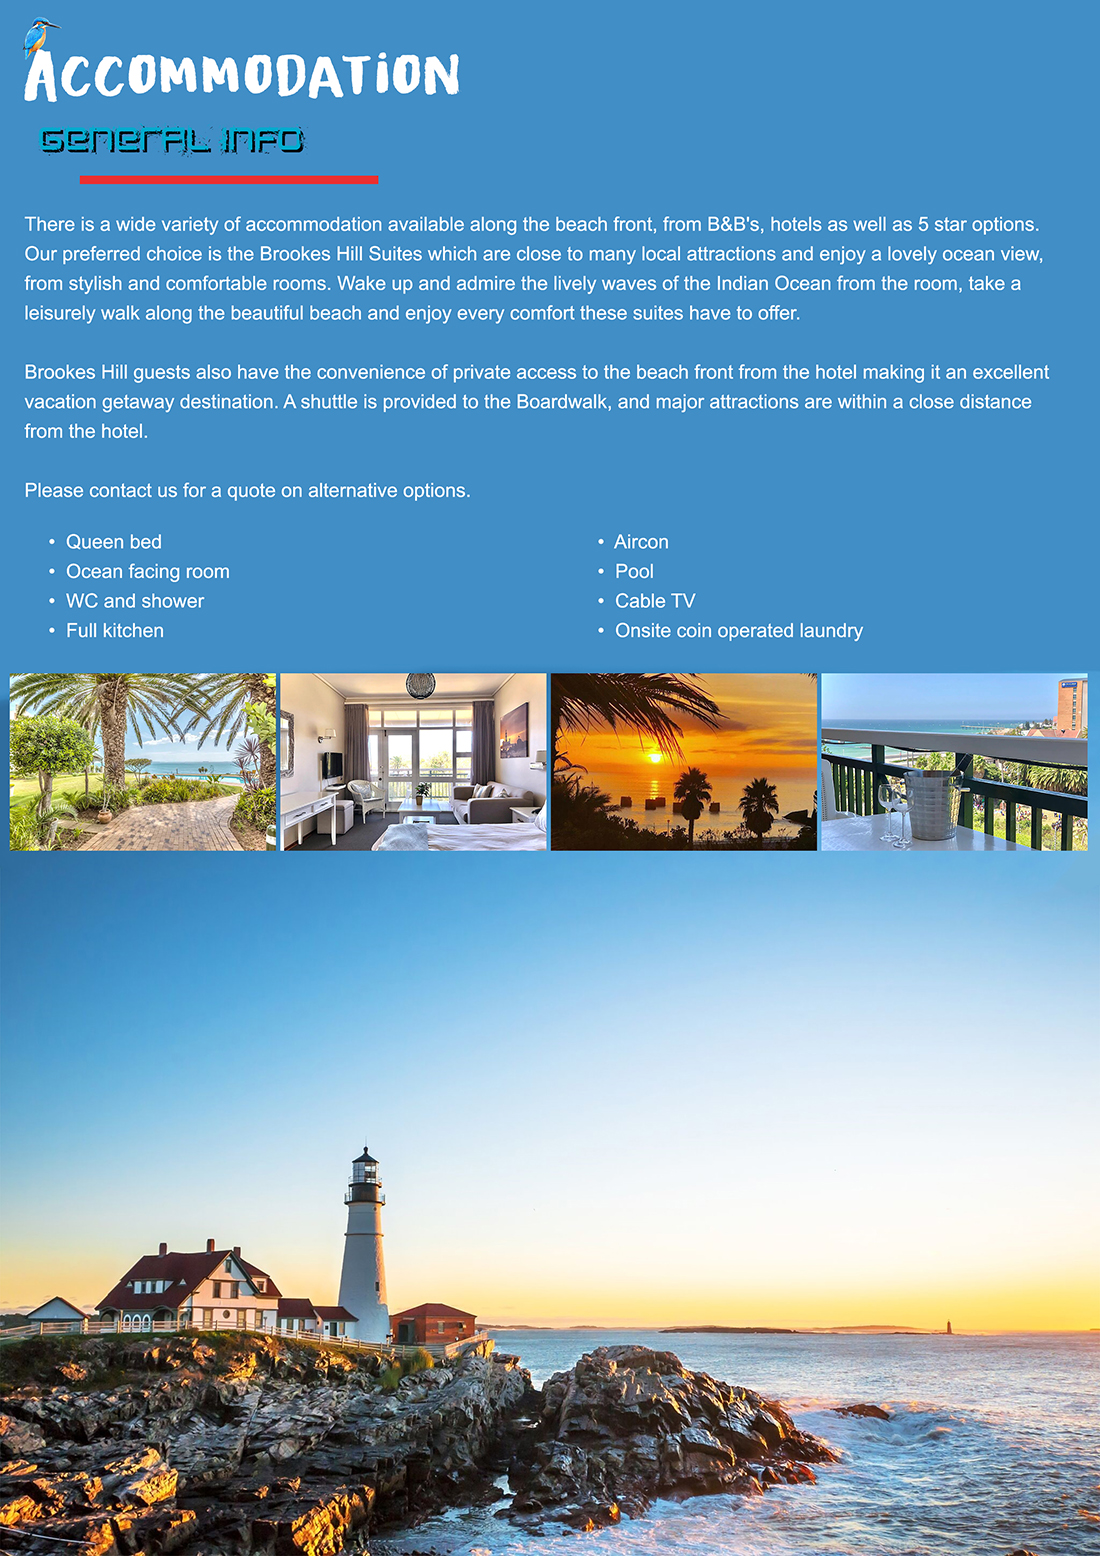 ACCOMMODATION
GENERAL INFO
There is a wide variety of accommodation available along the beach front, from B&B's, hotels as well as 5 star options.
Our preferred choice is the Brookes Hill Suites which are close to many local attractions and enjoy a lovely ocean view,
from stylish and comfortable rooms. Wake up and admire the lively waves of the Indian Ocean from the room, take a
leisurely walk along the beautiful beach and enjoy every comfort these suites have to offer.
Brookes Hill guests also have the convenience of private access to the beach front from the hotel making it an excellent
vacation getaway destination. A shuttle is provided to the Boardwalk, and major attractions are within a close distance
from the hotel.
Please contact us for a quote on alternative options.
• Queen bed
• Ocean facing room
• WC and shower
• Full kitchen
• Aircon
• Pool
• Cable TV
• Onsite coin operated laundry